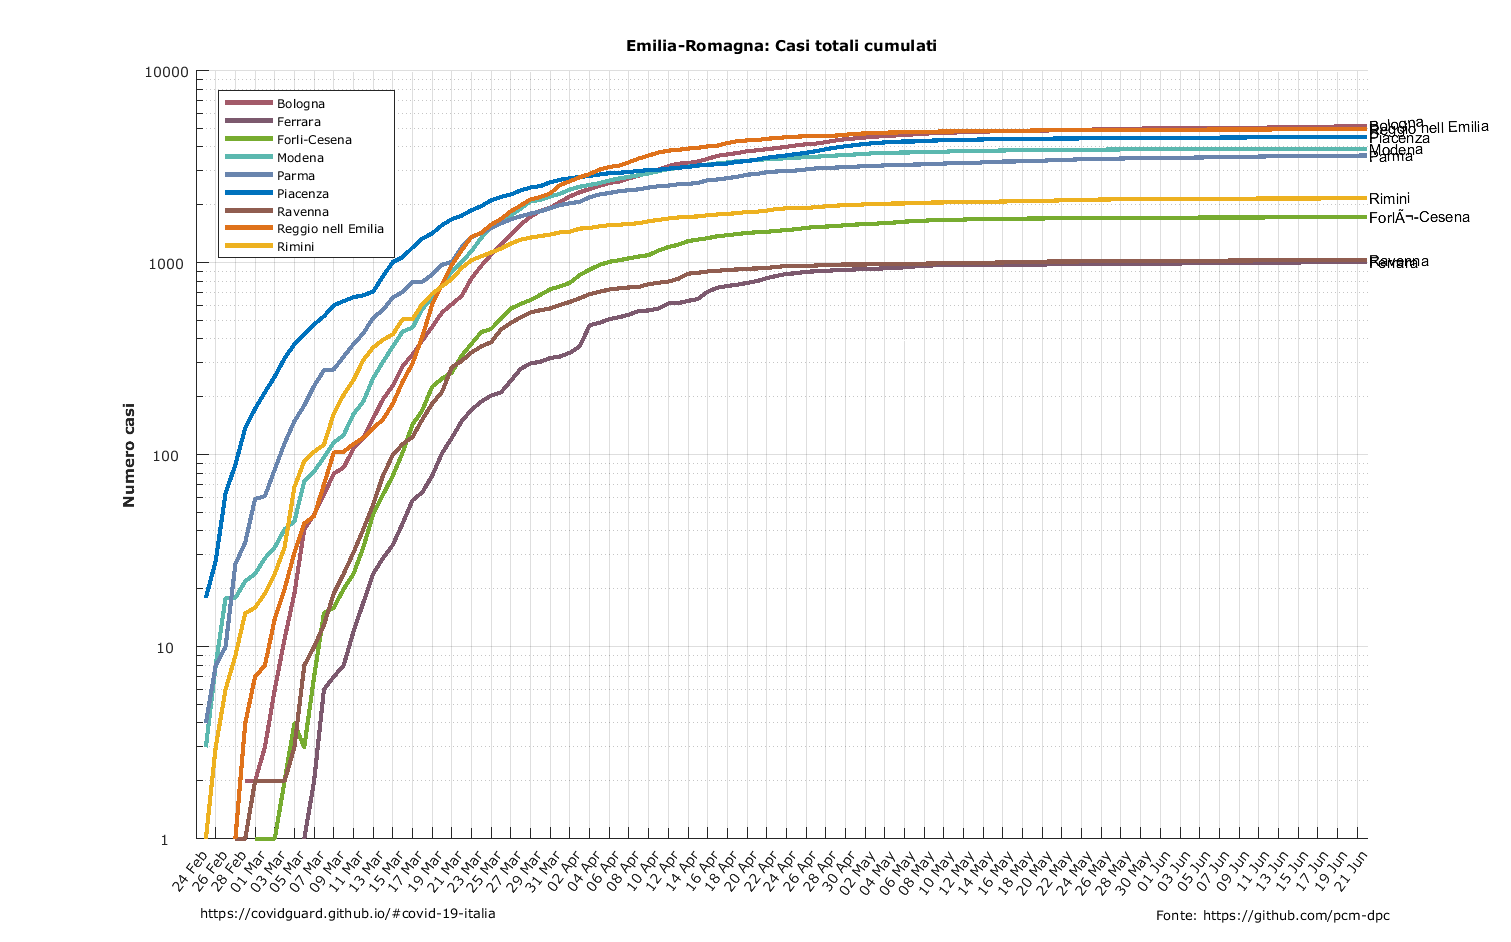 Emilia-Romagna: Casi totali cumulati
10000
1000
100
10
1
Numero casi
Bologna
Ferrara
Forli-Cesena
Modena
Parma
Piacenza
Ravenna
Reggio nell Emilia
Rimini
Bologna
Reggio nell Emilia
Piacenza
Modena
Parma
Rimini
ForlÃ¬-Cesena
Ravenna
Ferrara
24 Feb
26 Feb
28 Feb
01 Mar
03 Mar
05 Mar
07 Mar
09 Mar
11 Mar
13 Mar
15 Mar
17 Mar
19 Mar
21 Mar
23 Mar
25 Mar
27 Mar
29 Mar
31 Mar
02 Apr
04 Apr
06 Apr
08 Apr
10 Apr
12 Apr
14 Apr
16 Apr
18 Apr
20 Apr
22 Apr
24 Apr
26 Apr
28 Apr
30 Apr
02 May
04 May
06 May
08 May
10 May
12 May
14 May
16 May
18 May
20 May
22 May
24 May
26 May
28 May
30 May
01 Jun
03 Jun
05 Jun
07 Jun
09 Jun
11 Jun
13 Jun
15 Jun
17 Jun
19 Jun
21 Jun
https://covidguard.github.io/#covid-19-italia
Fonte: https://github.com/pcm-dpc